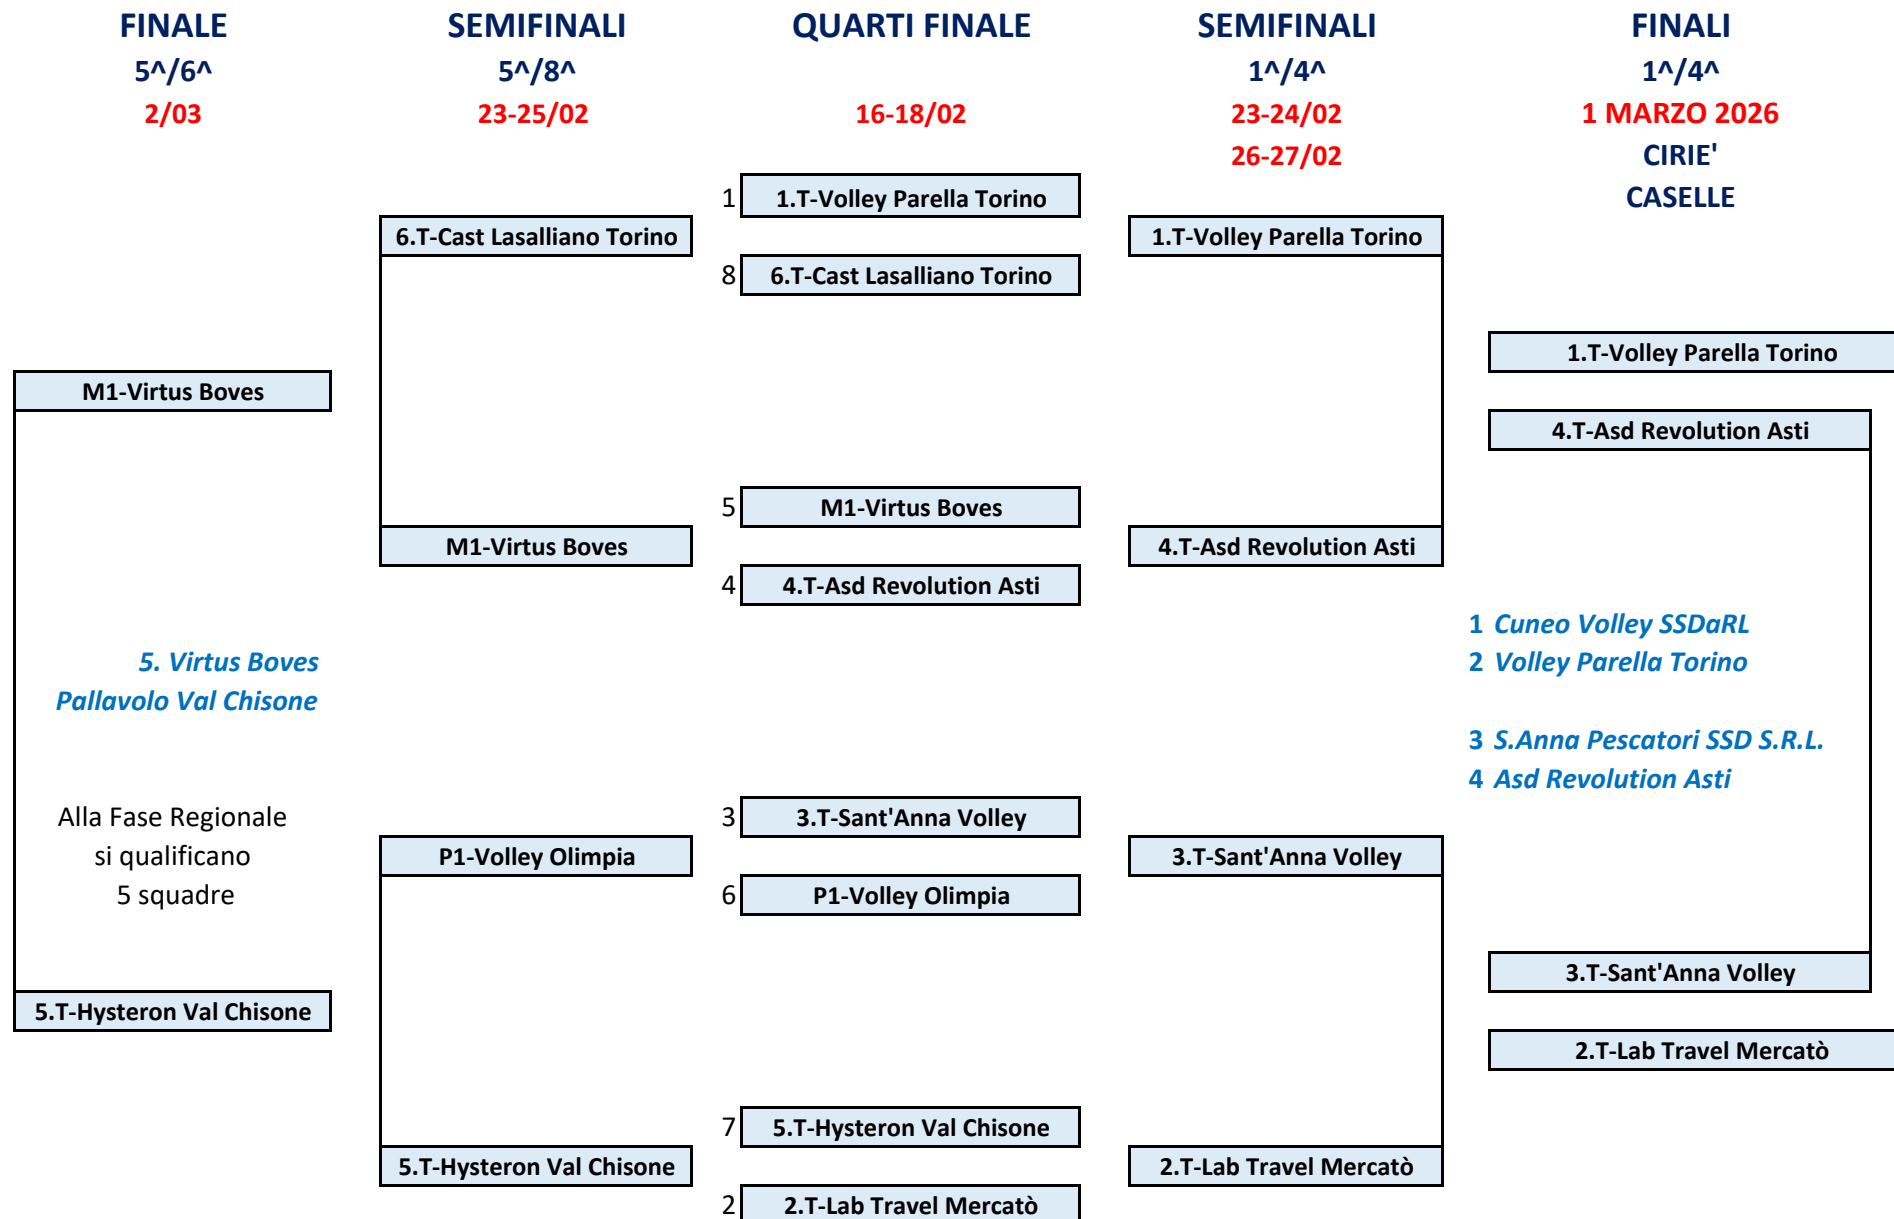 FINALE
5^/6^
2/03
M1-Virtus Boves
5. Virtus Boves
Pallavolo Val Chisone
Alla Fase Regionale
si qualificano
5 squadre
5.T-Hysteron Val Chisone
SEMIFINALI
5^/8^
23-25/02
6.T-Cast Lasalliano Torino
M1-Virtus Boves
P1-Volley Olimpia
5.T-Hysteron Val Chisone
QUARTI FINALE
16-18/02
1 1.T-Volley Parella Torino
8 6.T-Cast Lasalliano Torino
5 M1-Virtus Boves
4 4.T-Asd Revolution Asti
3 3.T-Sant'Anna Volley
6 P1-Volley Olimpia
7 5.T-Hysteron Val Chisone
2 2.T-Lab Travel Mercatò
SEMIFINALI
1^/4^
23-24/02
26-27/02
1.T-Volley Parella Torino
4.T-Asd Revolution Asti
3.T-Sant'Anna Volley
2.T-Lab Travel Mercatò
FINALI
1^/4^
1 MARZO 2026
CIRIE'
CASELLE
1.T-Volley Parella Torino
4.T-Asd Revolution Asti
1 Cuneo Volley SSDaRL
2 Volley Parella Torino
3 S.Anna Pescatori SSD S.R.L.
4 Asd Revolution Asti
3.T-Sant'Anna Volley
2.T-Lab Travel Mercatò